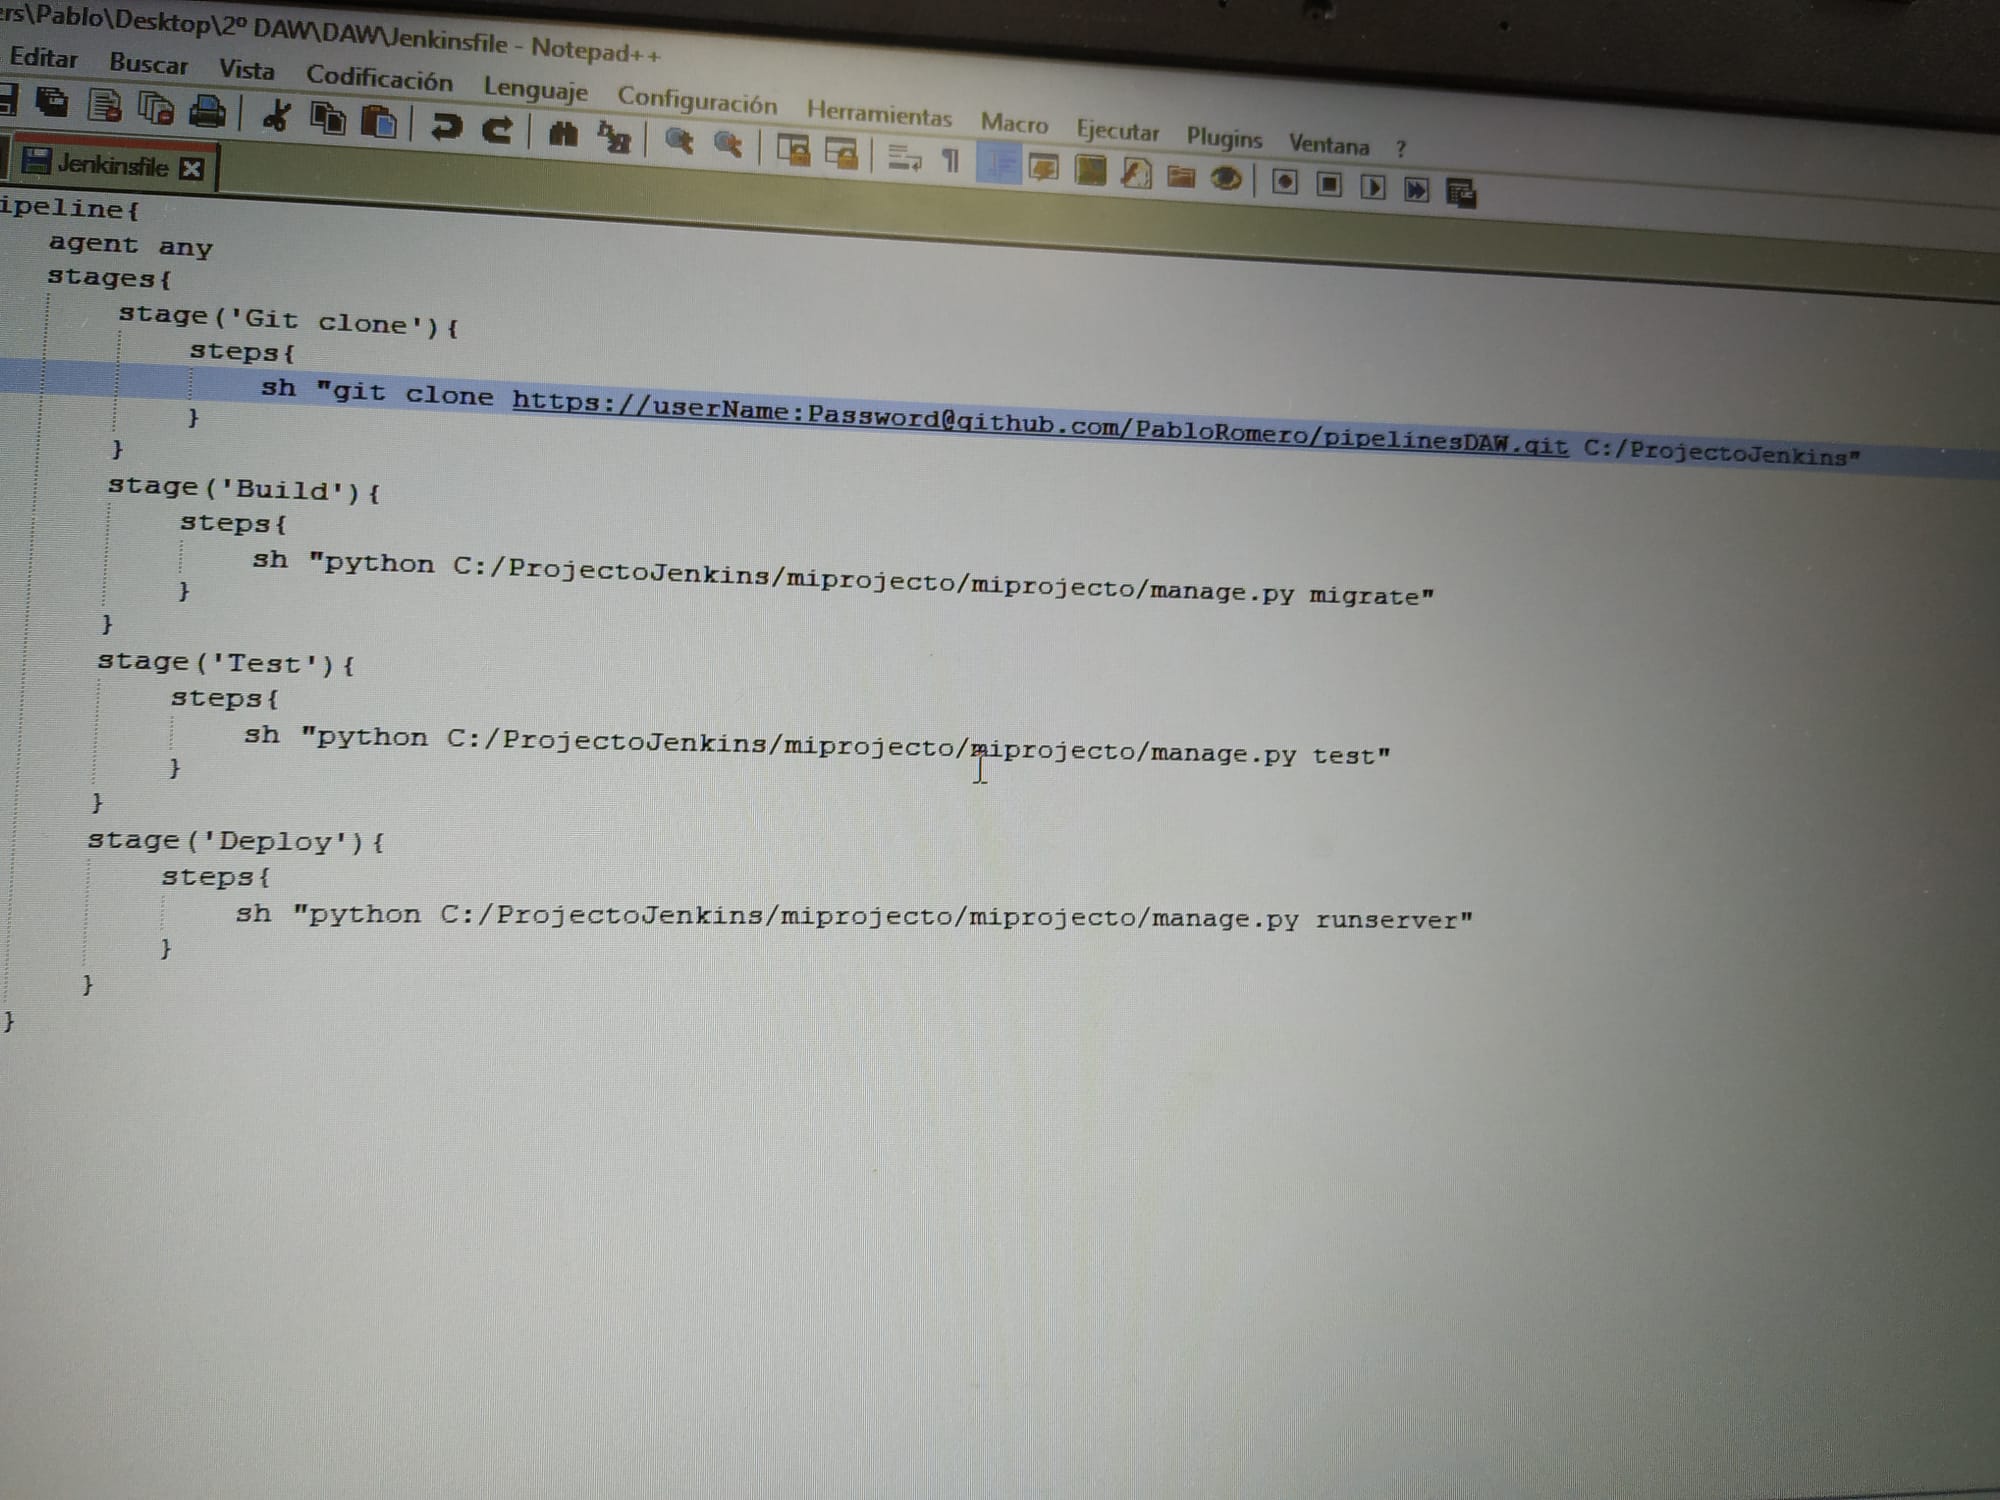 ers\Pablo\Desktop\2º DAW\DAW\Jenkinsfile - Notepad++
Editar Buscar Vista Codificación Lenguaje Configuración Herramientas Macro Ejecutar Plugins Ventana ?
Jenkinsfile
ipeline{
agent any
stages{
stage('Git clone'){
steps{
sh "git clone https://userName:Password@github.com/PabloRomero/pipelinesDAW.git C:/ProjectoJenkins"
}
}
stage('Build'){
steps{
sh "python C:/ProjectoJenkins/miprojecto/miprojecto/manage.py migrate"
}
}
stage('Test'){
steps{
sh "python C:/ProjectoJenkins/miprojecto/miprojecto/manage.py test"
}
}
stage('Deploy'){
steps{
sh "python C:/ProjectoJenkins/miprojecto/miprojecto/manage.py runserver"
}
}
}